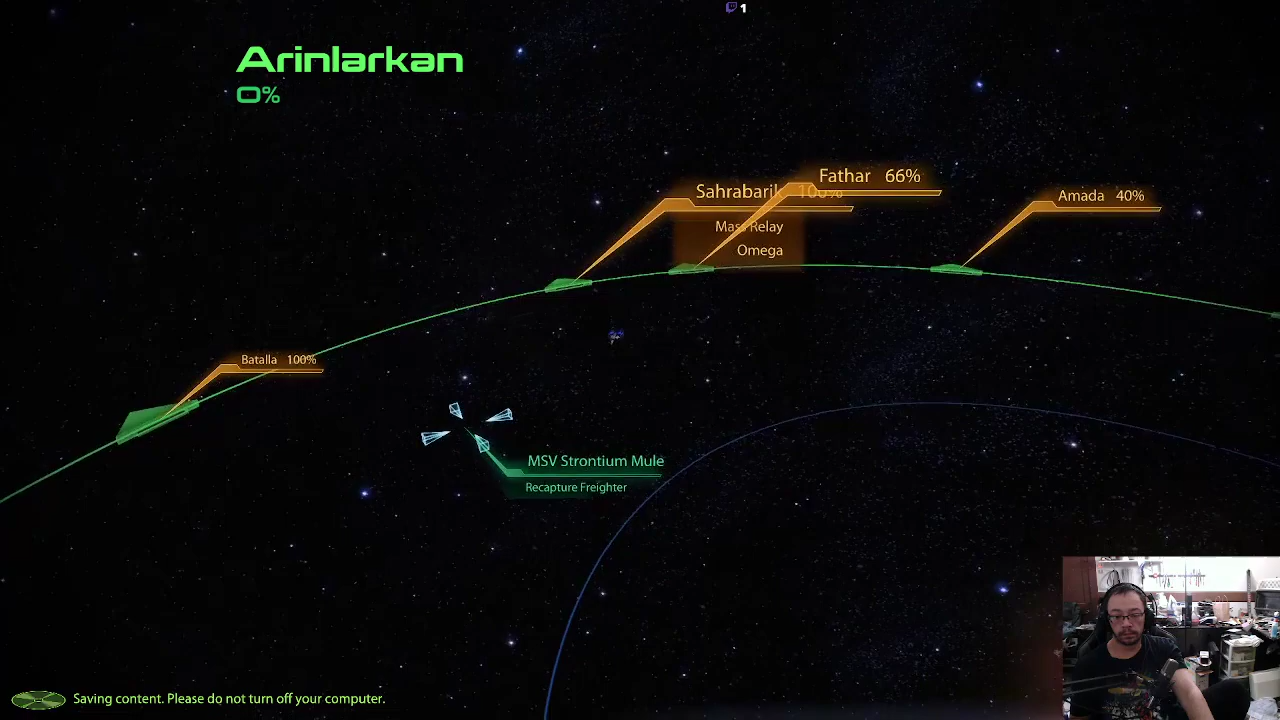 1
Arinlarkan
0%
Fathar 66%
Sahrabarik 100%
Amada 40%
Mass Relay
Omega
Batalla 100%
MSV Strontium Mule
Recapture Freighter
Saving content. Please do not turn off your computer.